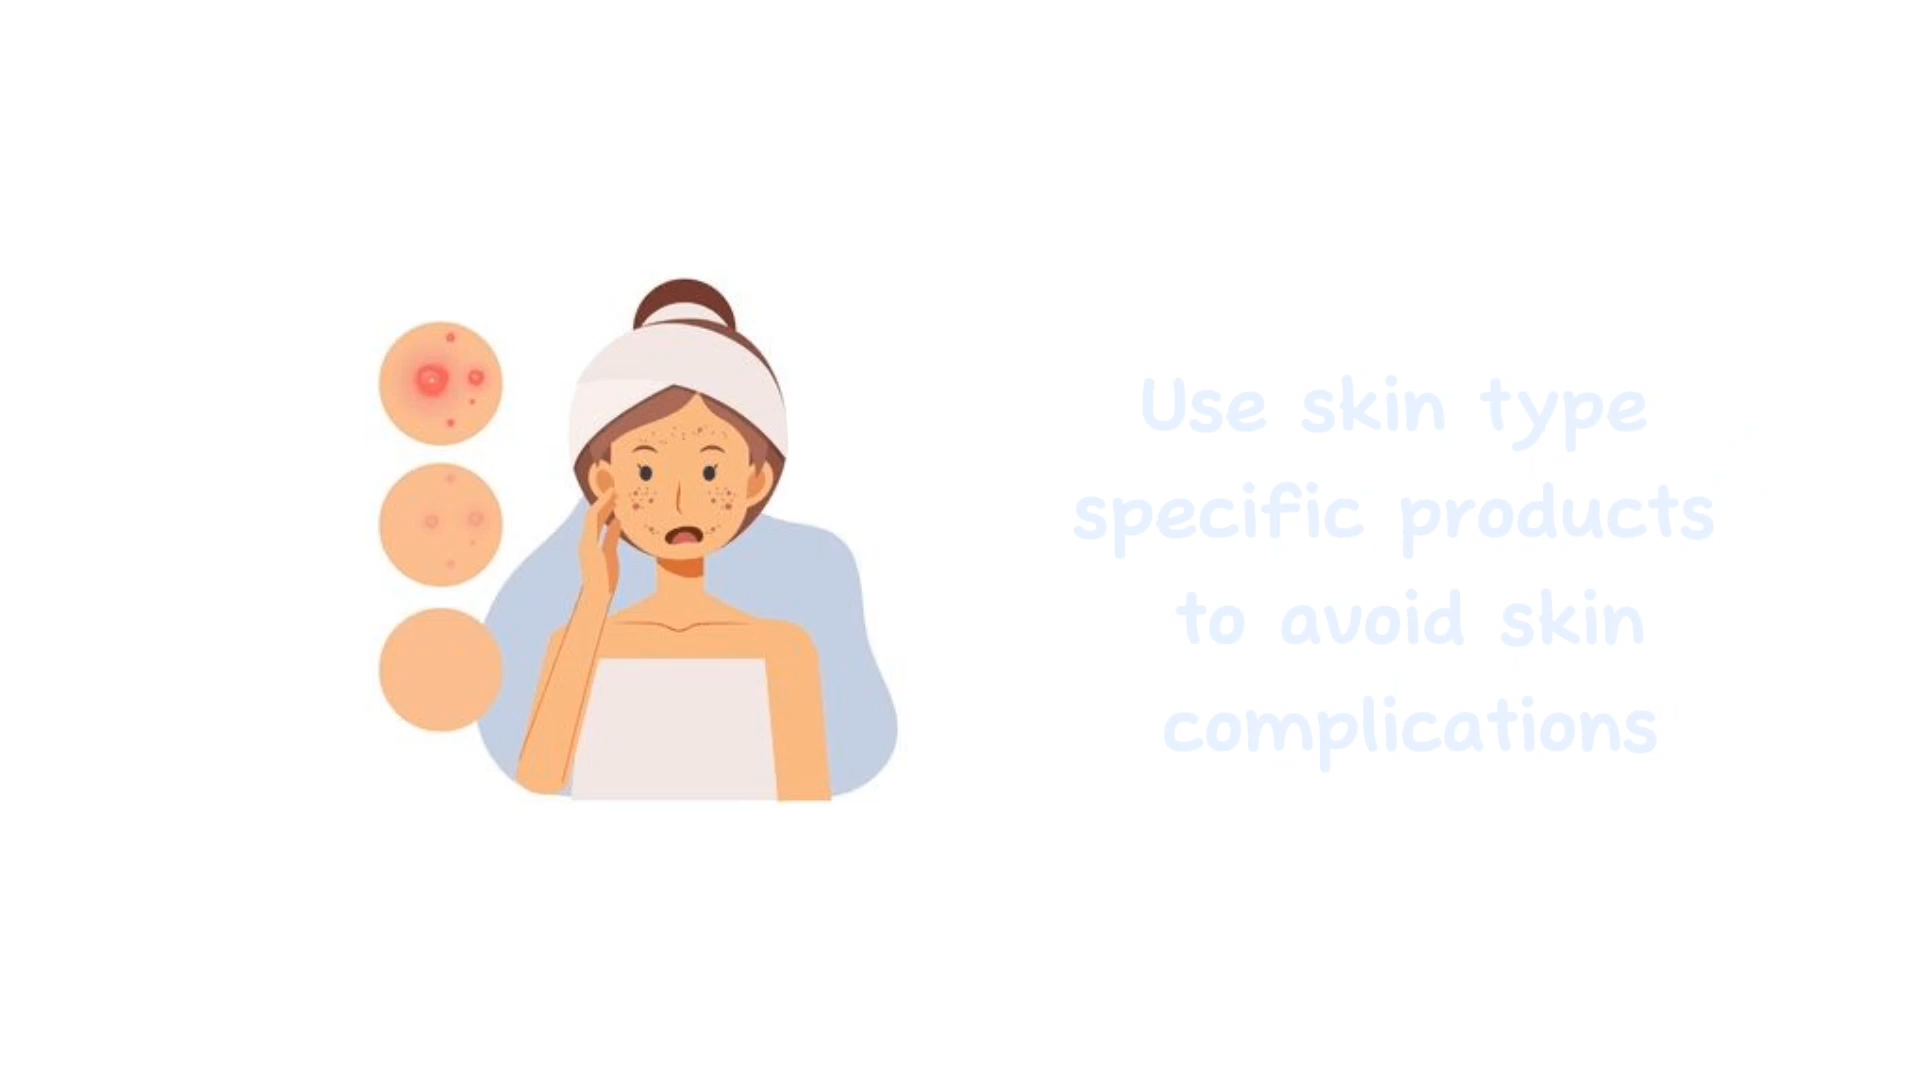 Use skin type
specific products
to avoid skin
complications